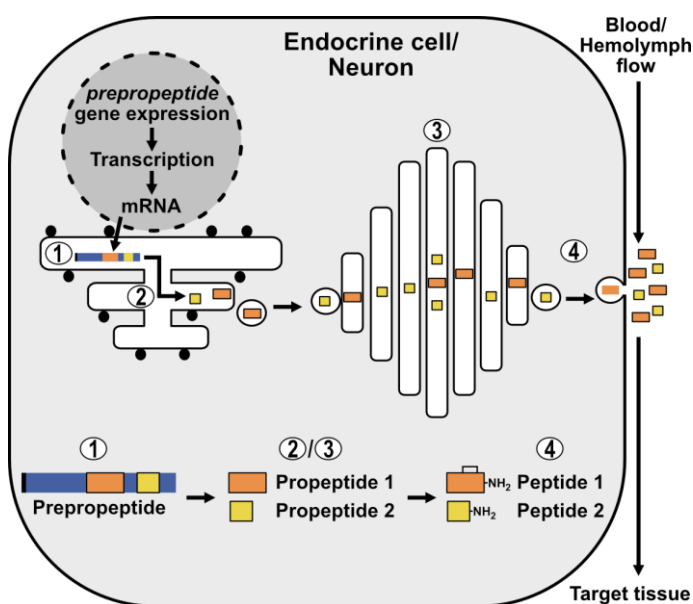 Endocrine cell/
Neuron
Blood/
Hemolymph
flow
prepropeptide
gene expression
Transcription
mRNA
1
2
3
4
1
2/3
4
Prepropeptide
Propeptide 1
Propeptide 2
-NH2 Peptide 1
-NH2 Peptide 2
Target tissue